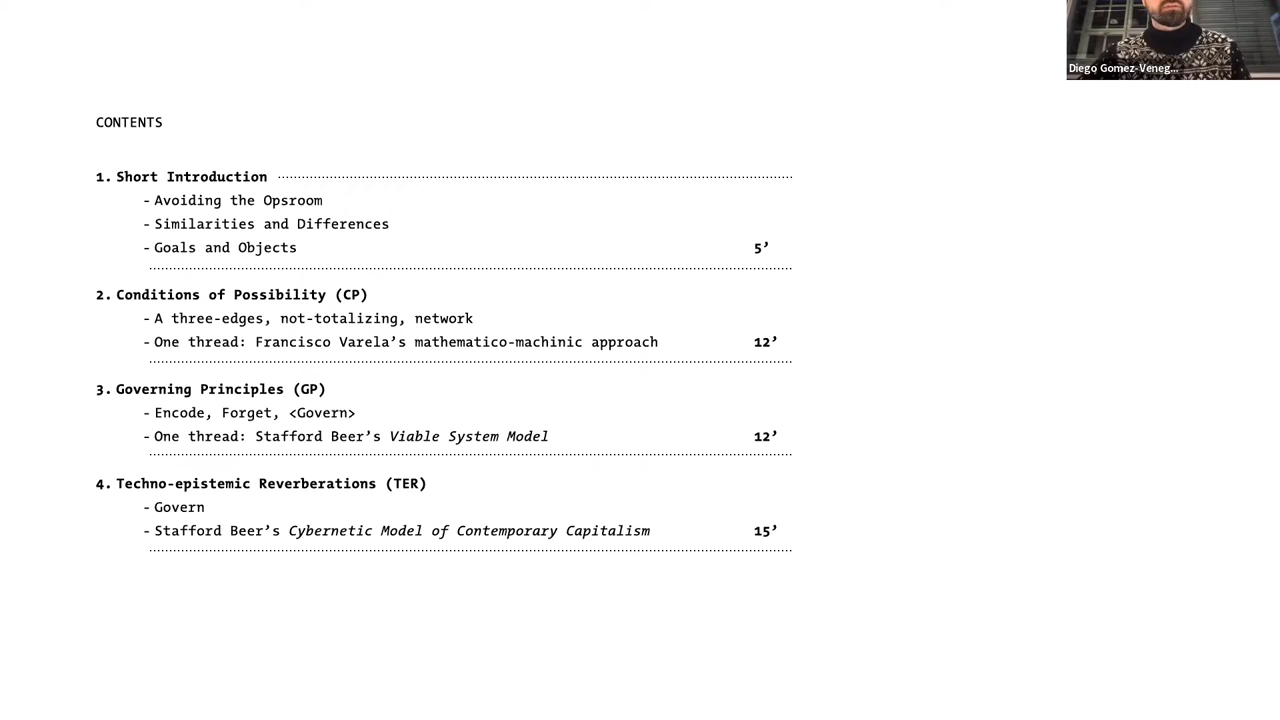 Diego Gomez-Veneg...
CONTENTS
1. Short Introduction
- Avoiding the Opsroom
- Similarities and Differences
- Goals and Objects 5’
2. Conditions of Possibility (CP)
- A three-edges, not-totalizing, network
- One thread: Francisco Varela’s mathematico-machinic approach 12’
3. Governing Principles (GP)
- Encode, Forget, <Govern>
- One thread: Stafford Beer’s Viable System Model 12’
4. Techno-epistemic Reverberations (TER)
- Govern
- Stafford Beer’s Cybernetic Model of Contemporary Capitalism 15’